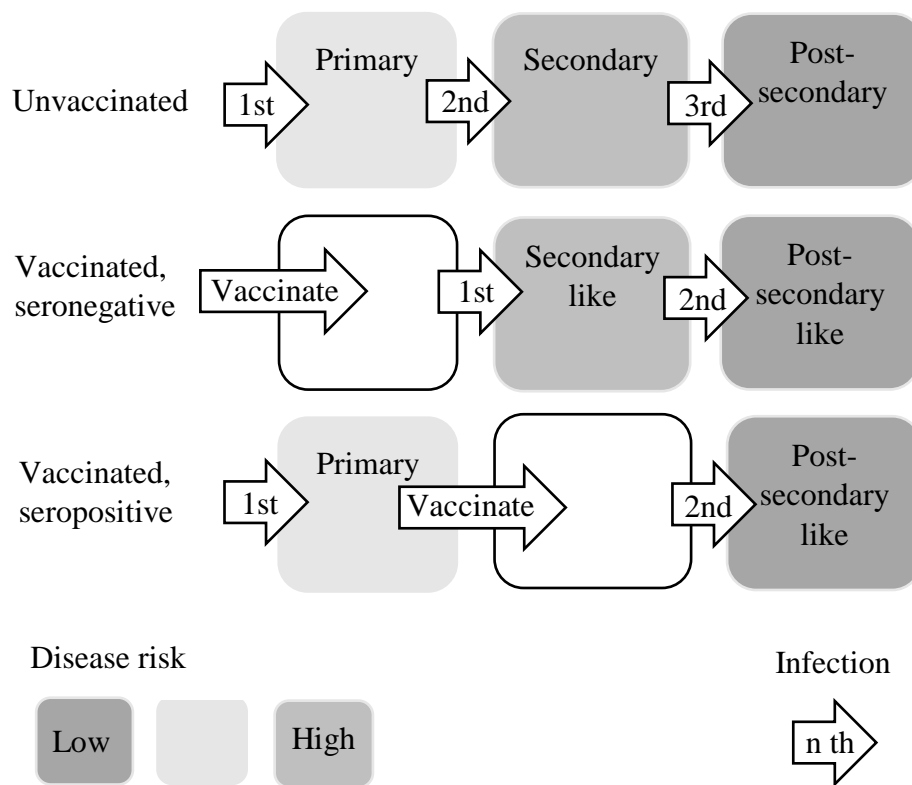 Unvaccinated
1st
Primary
2nd
Secondary
3rd
Post-
secondary
Vaccinated,
seronegative
Vaccinate
1st
Secondary
like
2nd
Post-
secondary
like
Vaccinated,
seropositive
1st
Primary
Vaccinate
2nd
Post-
secondary
like
Disease risk
Low
High
Infection
n th